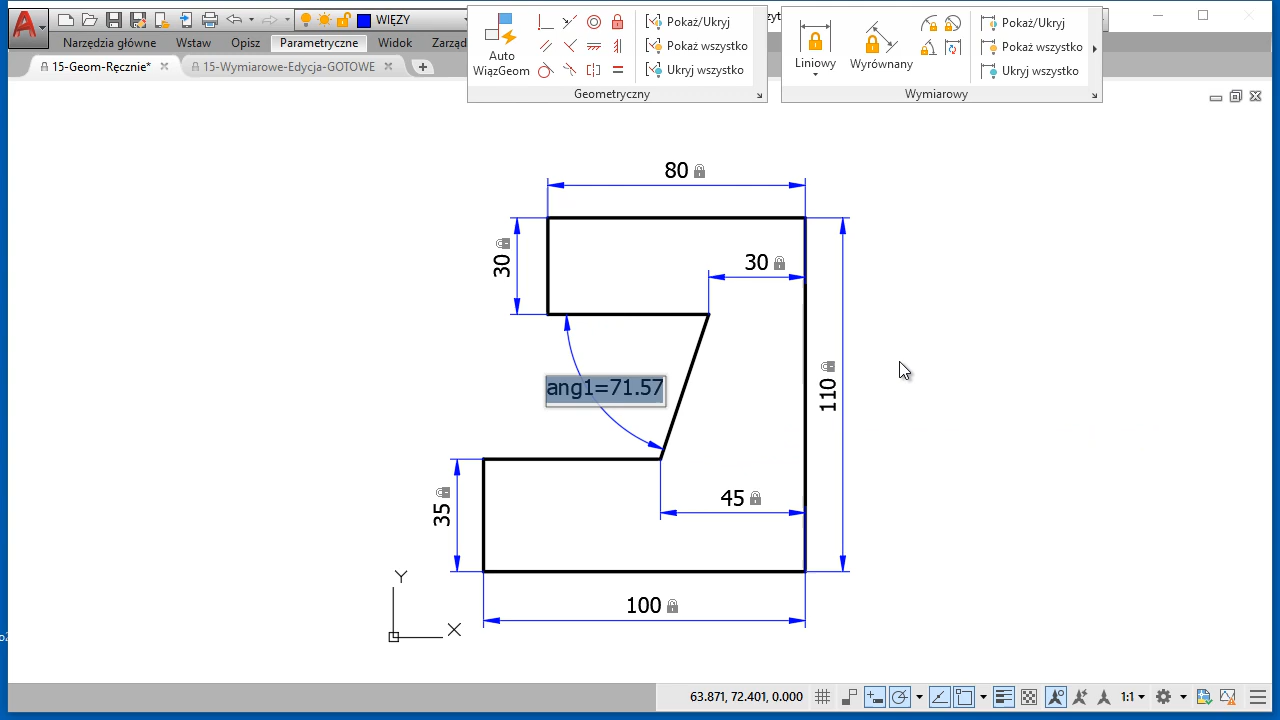 WIĘZY
Narzędzia główne Wstaw Opisz Parametryczne Widok Zarząd
15-Geom-Ręcznie* 15-Wymiarowe-Edycja-GOTOWE
Auto
WiązGeom
Pokaż/Ukryj
Pokaż wszystko
Ukryj wszystko
Geometryczny
Liniowy
Wyrównany
Pokaż/Ukryj
Pokaż wszystko
Ukryj wszystko
Wymiarowy
80
30
30
ang1=71.57
110
35
45
100
Y
X
63.871, 72.401, 0.000
1:1